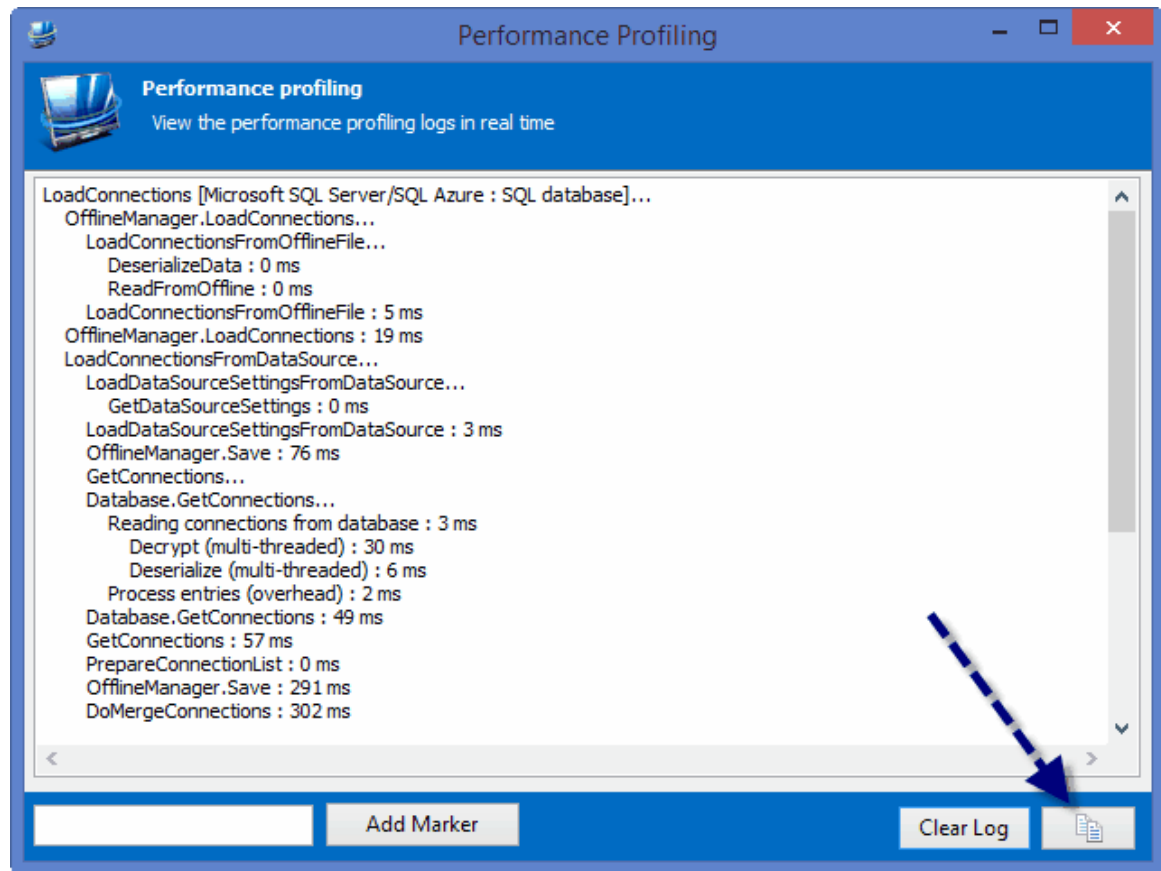 Performance Profiling
Performance profiling
View the performance profiling logs in real time
LoadConnections [Microsoft SQL Server/SQL Azure : SQL database]...
OfflineManager.LoadConnections...
LoadConnectionsFromOfflineFile...
DeserializeData : 0 ms
ReadFromOffline : 0 ms
LoadConnectionsFromOfflineFile : 5 ms
OfflineManager.LoadConnections : 19 ms
LoadConnectionsFromDataSource...
LoadDataSourceSettingsFromDataSource...
GetDataSourceSettings : 0 ms
LoadDataSourceSettingsFromDataSource : 3 ms
OfflineManager.Save : 76 ms
GetConnections...
Database.GetConnections...
Reading connections from database : 3 ms
Decrypt (multi-threaded) : 30 ms
Deserialize (multi-threaded) : 6 ms
Process entries (overhead) : 2 ms
Database.GetConnections : 49 ms
GetConnections : 57 ms
PrepareConnectionList : 0 ms
OfflineManager.Save : 291 ms
DoMergeConnections : 302 ms
Add Marker
Clear Log